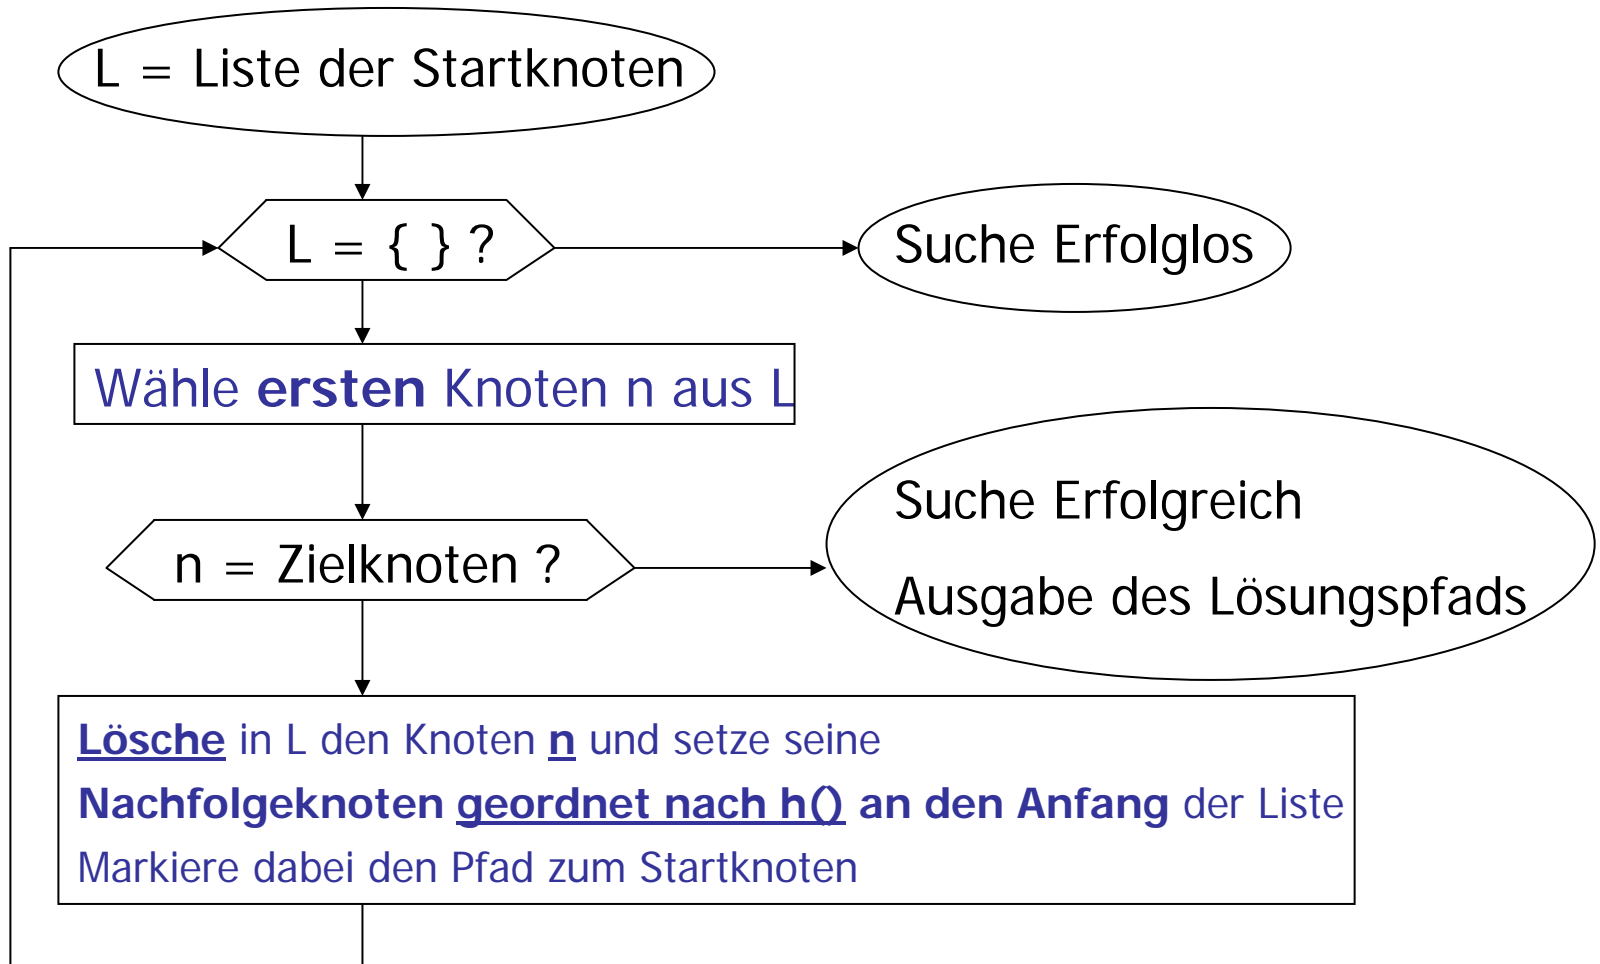 L = Liste der Startknoten
L = { } ?
Suche Erfolglos
Wähle ersten Knoten n aus L
n = Zielknoten ?
Suche Erfolgreich
Ausgabe des Lösungspfads
Lösche in L den Knoten n und setze seine
Nachfolgeknoten geordnet nach h() an den Anfang der Liste
Markiere dabei den Pfad zum Startknoten